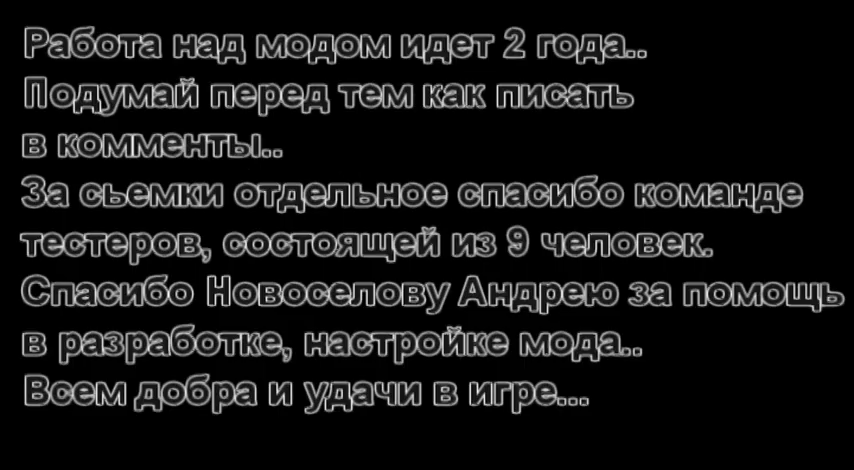 Работа над модом идет 2 года..
Подумай перед тем как писать
в комменты..
За сьемки отдельное спасибо команде
тестеров, состоящей из 9 человек.
Спасибо Новоселову Андрею за помощь
в разработке, настройке мода..
Всем добра и удачи в игре...